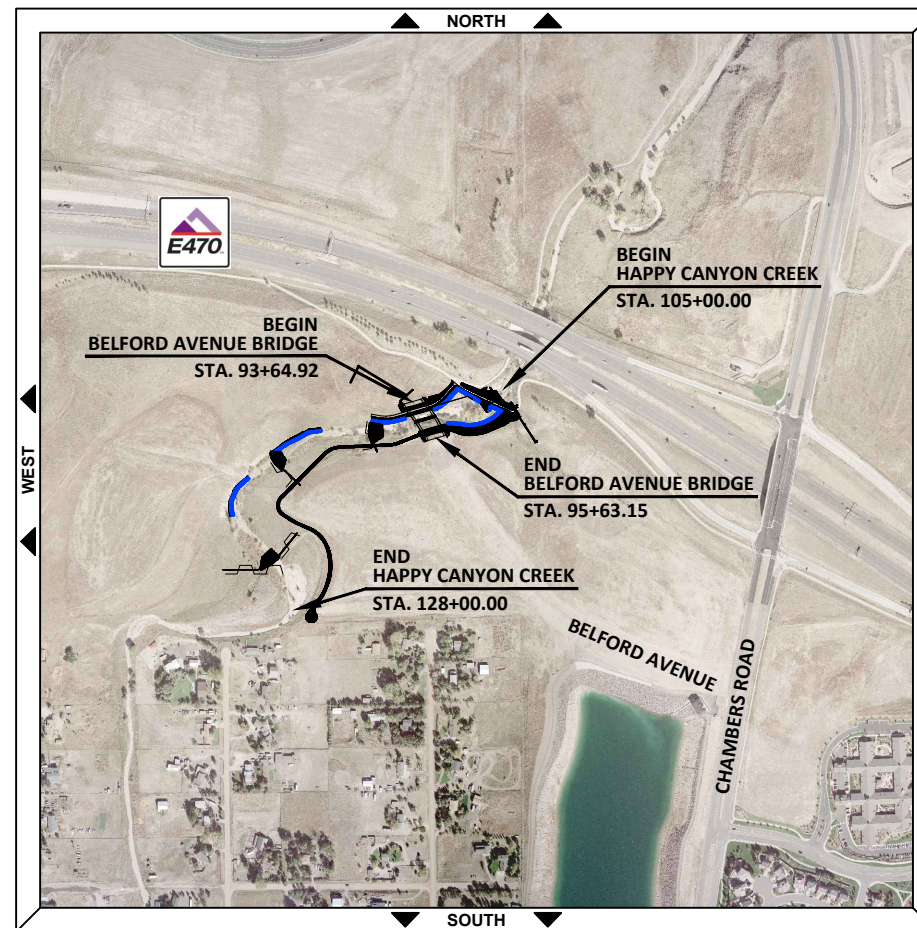 NORTH
E470
BEGIN
HAPPY CANYON CREEK
STA. 105+00.00
BEGIN
BELFORD AVENUE BRIDGE
STA. 93+64.92
WEST
END
BELFORD AVENUE BRIDGE
STA. 95+63.15
END
HAPPY CANYON CREEK
STA. 128+00.00
BELFORD AVENUE
CHAMBERS ROAD
SOUTH